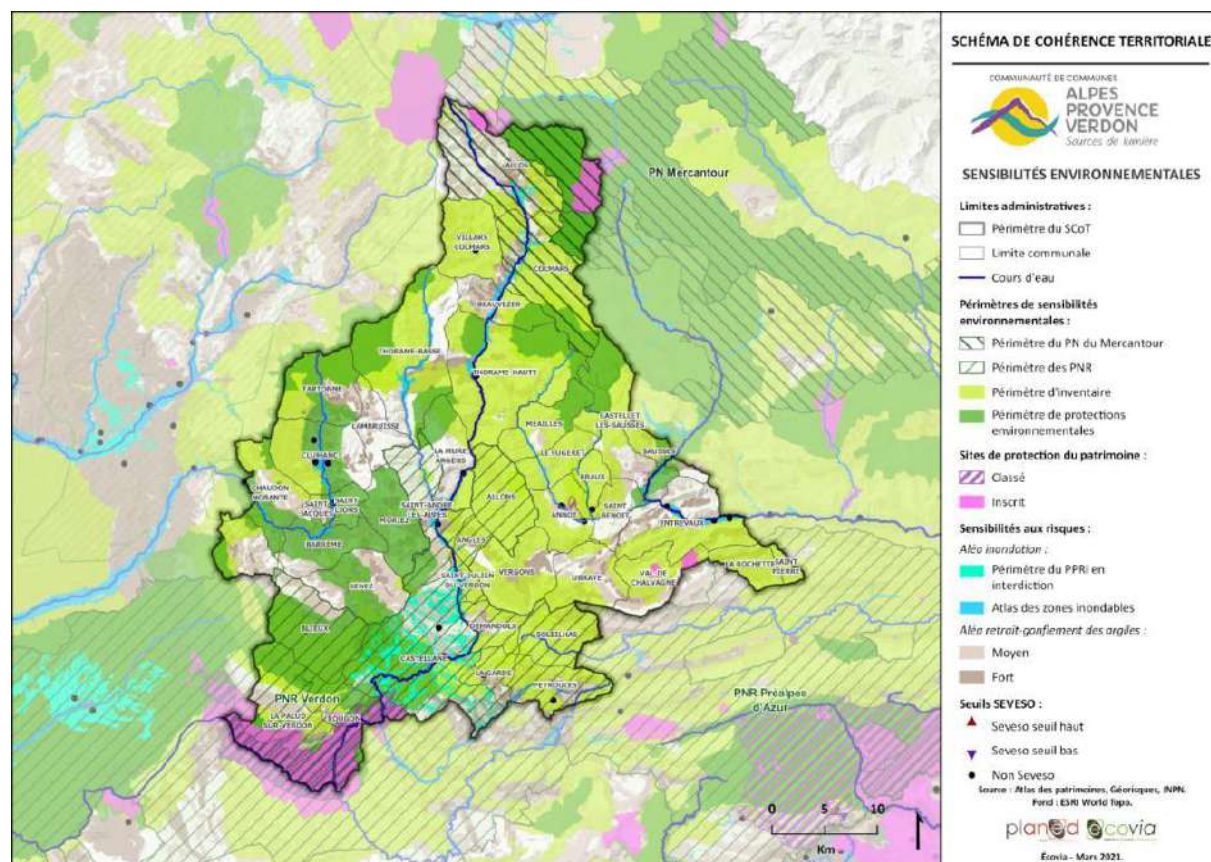 SCHÉMA DE COHÉRENCE TERRITORIALE
COMMUNAUTÉ DE COMMUNES
ALPES
PROVENCE
VERDON
Sources de lumière
SENSIBILITÉS ENVIRONNEMENTALES
Limites administratives :
Périmètre du SCoT
Limite communale
Cours d'eau
Périmètres de sensibilités
environnementales :
Périmètre du PN du Mercantour
Périmètre des PNR
Périmètre d'inventaire
Périmètre de protections
environnementales
Sites de protection du patrimoine :
Classé
Inscrit
Sensibilités aux risques :
Aléa inondation :
Périmètre du PPRi en
interdiction
Atlas des zones inondables
Aléa retrait-gonflement des argiles :
Moyen
Fort
Seuils SEVESO :
Seveso seuil haut
Seveso seuil bas
Non Seveso
Source : Atlas des patrimoines, Géorisques, INPN.
Fond : ESRI World Topo.
planed ecovia
Écovia - Mars 2021.
PN Mercantour
ALLOS
VILLARS
COLMARS
COLMARS
BEAUVEZER
THORAME-BASSE
THORAME-HAUTE
TARTONNE
LAMBRUISSE
MEAILLES
CASTELLET
LES-SAUSSES
LA MURE
ARGENS
LE FUGERET
SAUSSES
CLUMANC
BRAUX
CHAUDON
NORANTE
SAINT
JACQUES
SAINT
LIONS
MORIEZ
SAINT-ANDRE
LES-ALPES
ALLONS
ANNOT
SAINT
BENOIT
ENTREVAUX
BARREME
ANGLES
VERGONS
UBRAYE
VAL DE
CHALVAGNE
LA ROCHETTE
SAINT
PIERRE
SENEZ
SAINT-JULIEN
DU-VERDON
BLIEUX
DEMANDOLX
SOLEILHAS
CASTELLANE
LA GARDE
PEYROULES
PNR Verdon
LA PALUD
SUR-VERDON
ROUGON
PNR Préalpes
d'Azur
0 5 10
Km